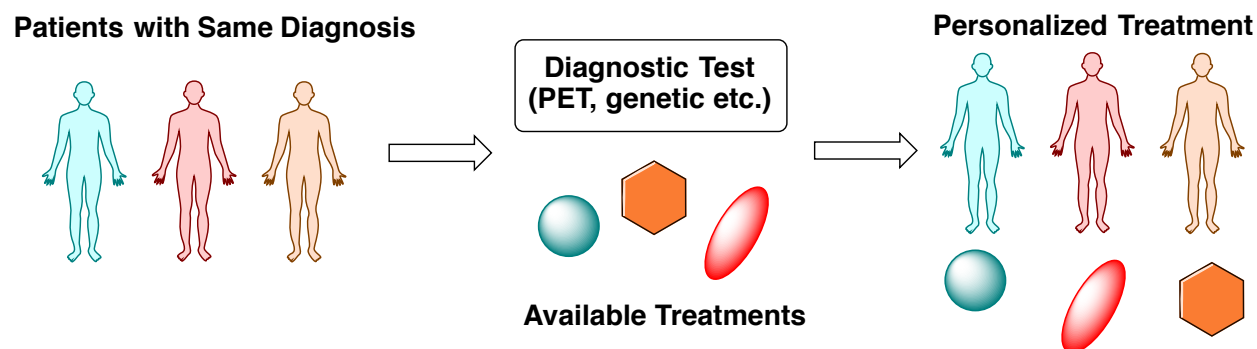 Patients with Same Diagnosis
Diagnostic Test
(PET, genetic etc.)
Available Treatments
Personalized Treatment